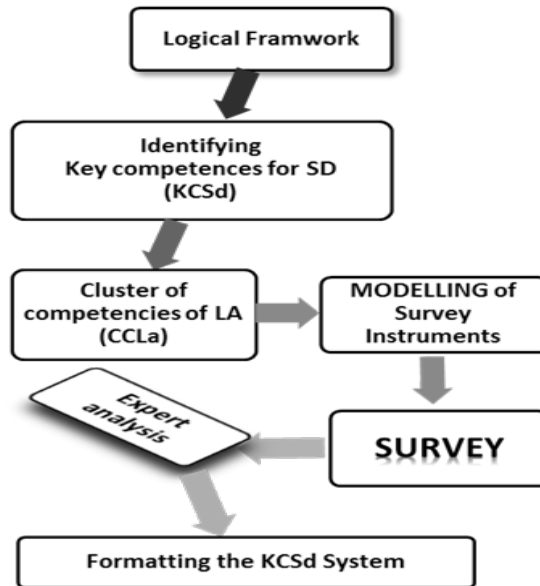 Logical Framwork
Identifying
Key competences for SD
(KCSd)
Cluster of
competencies of LA
(CCLa)
MODELLING of
Survey
Instruments
SURVEY
Expert
analysis
Formatting the KCSd System